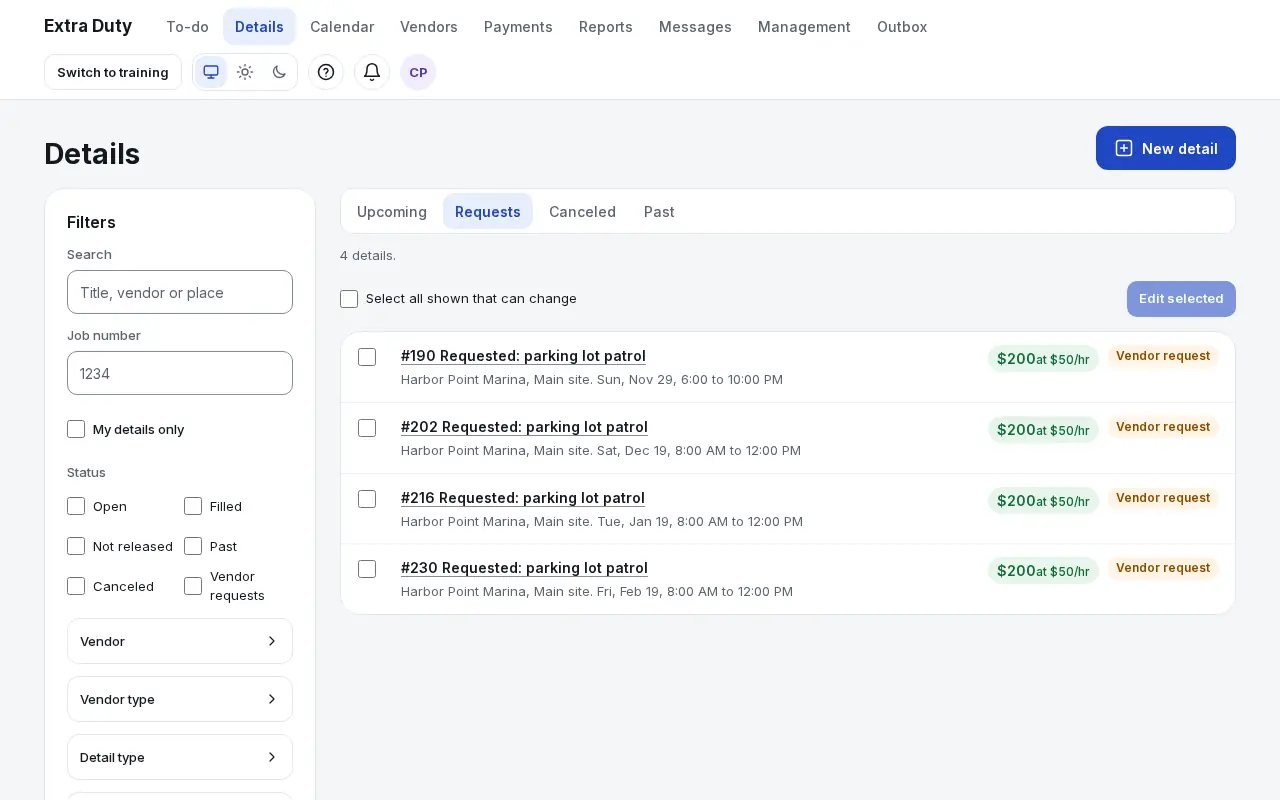 Extra Duty
To-do
Details
Calendar
Vendors
Payments
Reports
Messages
Management
Outbox
Switch to training
CP
Details
New detail
Filters
Search
Title, vendor or place
Job number
1234
My details only
Status
Open
Filled
Not released
Past
Canceled
Vendor
requests
Vendor
Vendor type
Detail type
Upcoming
Requests
Canceled
Past
4 details.
Select all shown that can change
Edit selected
#190 Requested: parking lot patrol
Harbor Point Marina, Main site. Sun, Nov 29, 6:00 to 10:00 PM
$200at $50/hr
Vendor request
#202 Requested: parking lot patrol
Harbor Point Marina, Main site. Sat, Dec 19, 8:00 AM to 12:00 PM
$200at $50/hr
Vendor request
#216 Requested: parking lot patrol
Harbor Point Marina, Main site. Tue, Jan 19, 8:00 AM to 12:00 PM
$200at $50/hr
Vendor request
#230 Requested: parking lot patrol
Harbor Point Marina, Main site. Fri, Feb 19, 8:00 AM to 12:00 PM
$200at $50/hr
Vendor request